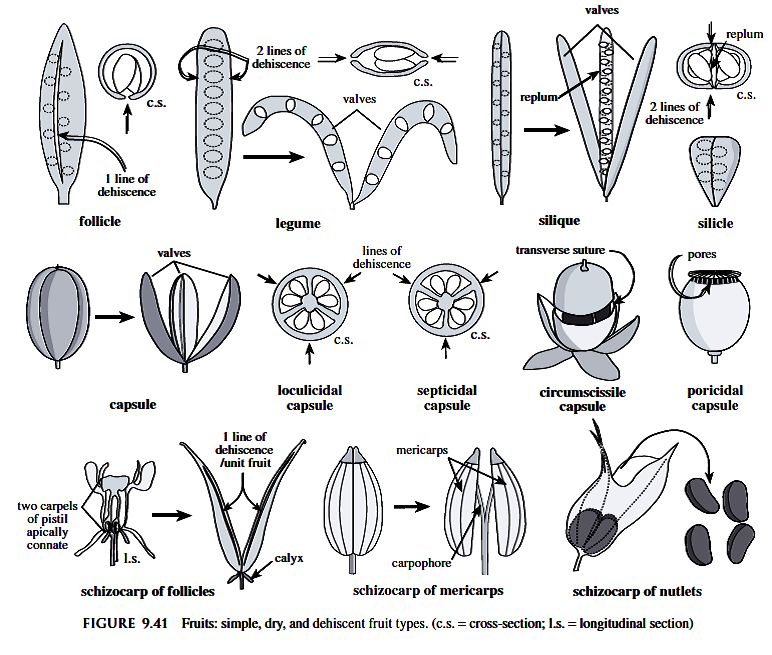 c.s.
1 line of
dehiscence
follicle
2 lines of
dehiscence
c.s.
valves
legume
valves
replum
silique
replum
c.s.
2 lines of
dehiscence
silicle
valves
capsule
lines of
dehiscence
c.s.
loculicidal
capsule
c.s.
septicidal
capsule
transverse suture
circumscissile
capsule
pores
poricidal
capsule
two carpels
of pistil
apically
connate
l.s.
1 line of
dehiscence
/unit fruit
calyx
schizocarp of follicles
mericarps
carpophore
schizocarp of mericarps
schizocarp of nutlets
FIGURE 9.41 Fruits: simple, dry, and dehiscent fruit types. (c.s. = cross-section; l.s. = longitudinal section)